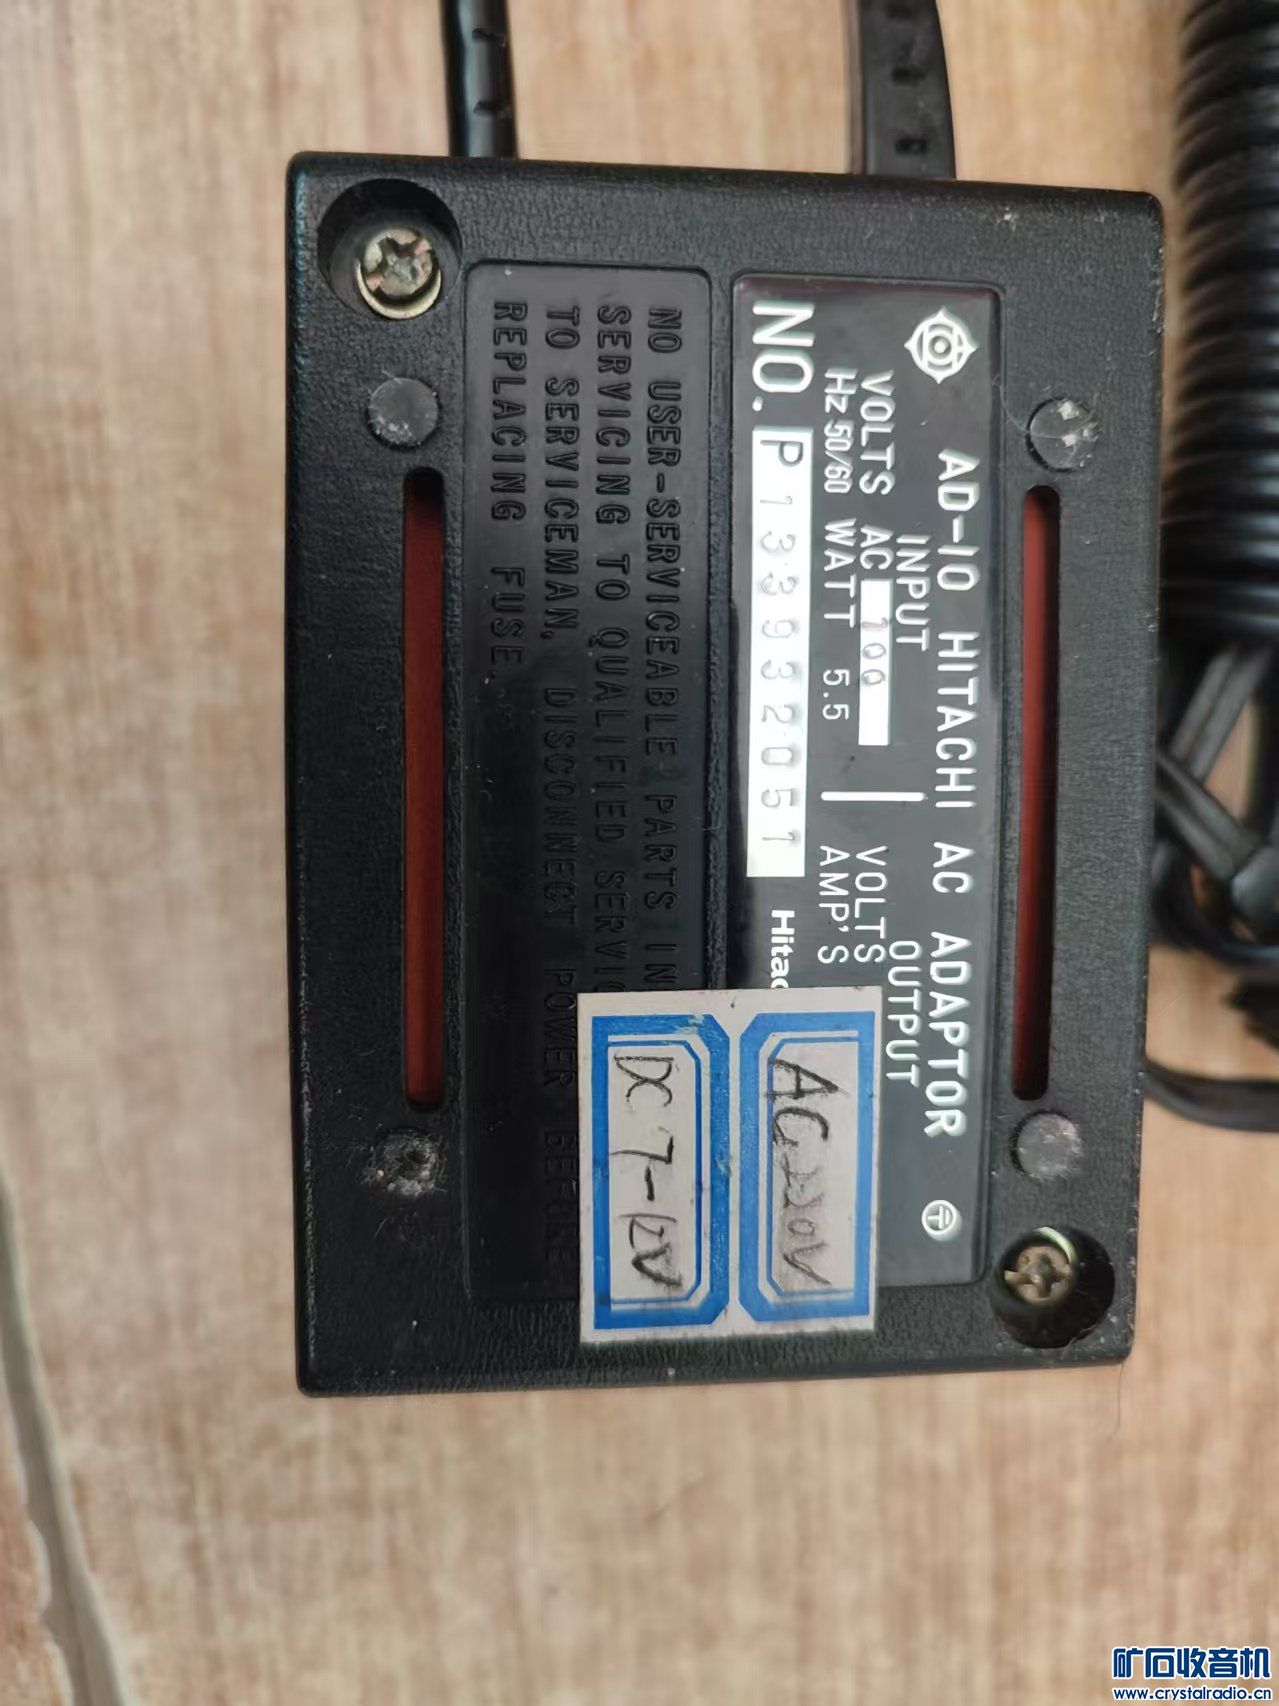 AD-10 HITACHI AC ADAPTOR
INPUT
OUTPUT
VOLTS AC 100
VOLTS
Hz 50/60 WATT 5.5
AMP'S
NO. P133932051
Hitac
NO USER-SERVICEABLE PARTS IN
SERVICING TO QUALIFIED SERVIC
TO SERVICEMAN, DISCONNECT POWER BEFORE
REPLACING FUSE.
AC220V
DC 7-12V
矿石收音机
www.crystalradio.cn